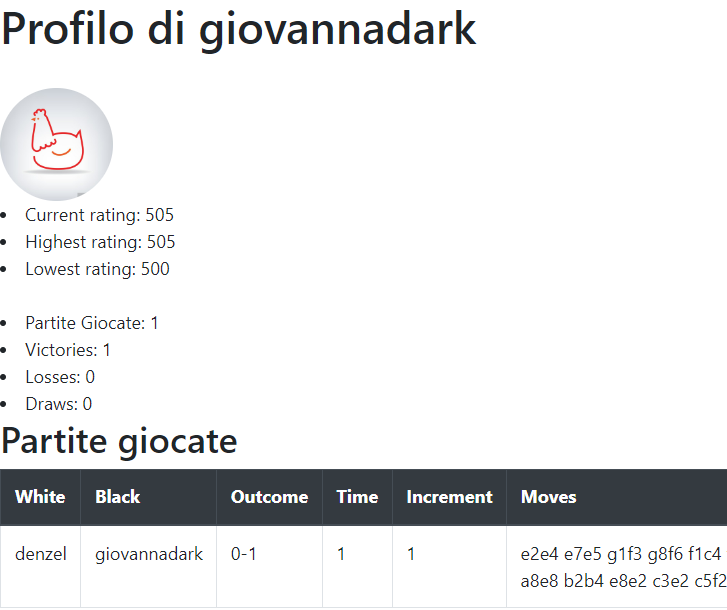 Profilo di giovannadark
Current rating: 505
Highest rating: 505
Lowest rating: 500
Partite Giocate: 1
Victories: 1
Losses: 0
Draws: 0
Partite giocate
White Black Outcome Time Increment Moves
denzel giovannadark 0-1 1 1 e2e4 e7e5 g1f3 g8f6 f1c4
a8e8 b2b4 e8e2 c3e2 c5f2